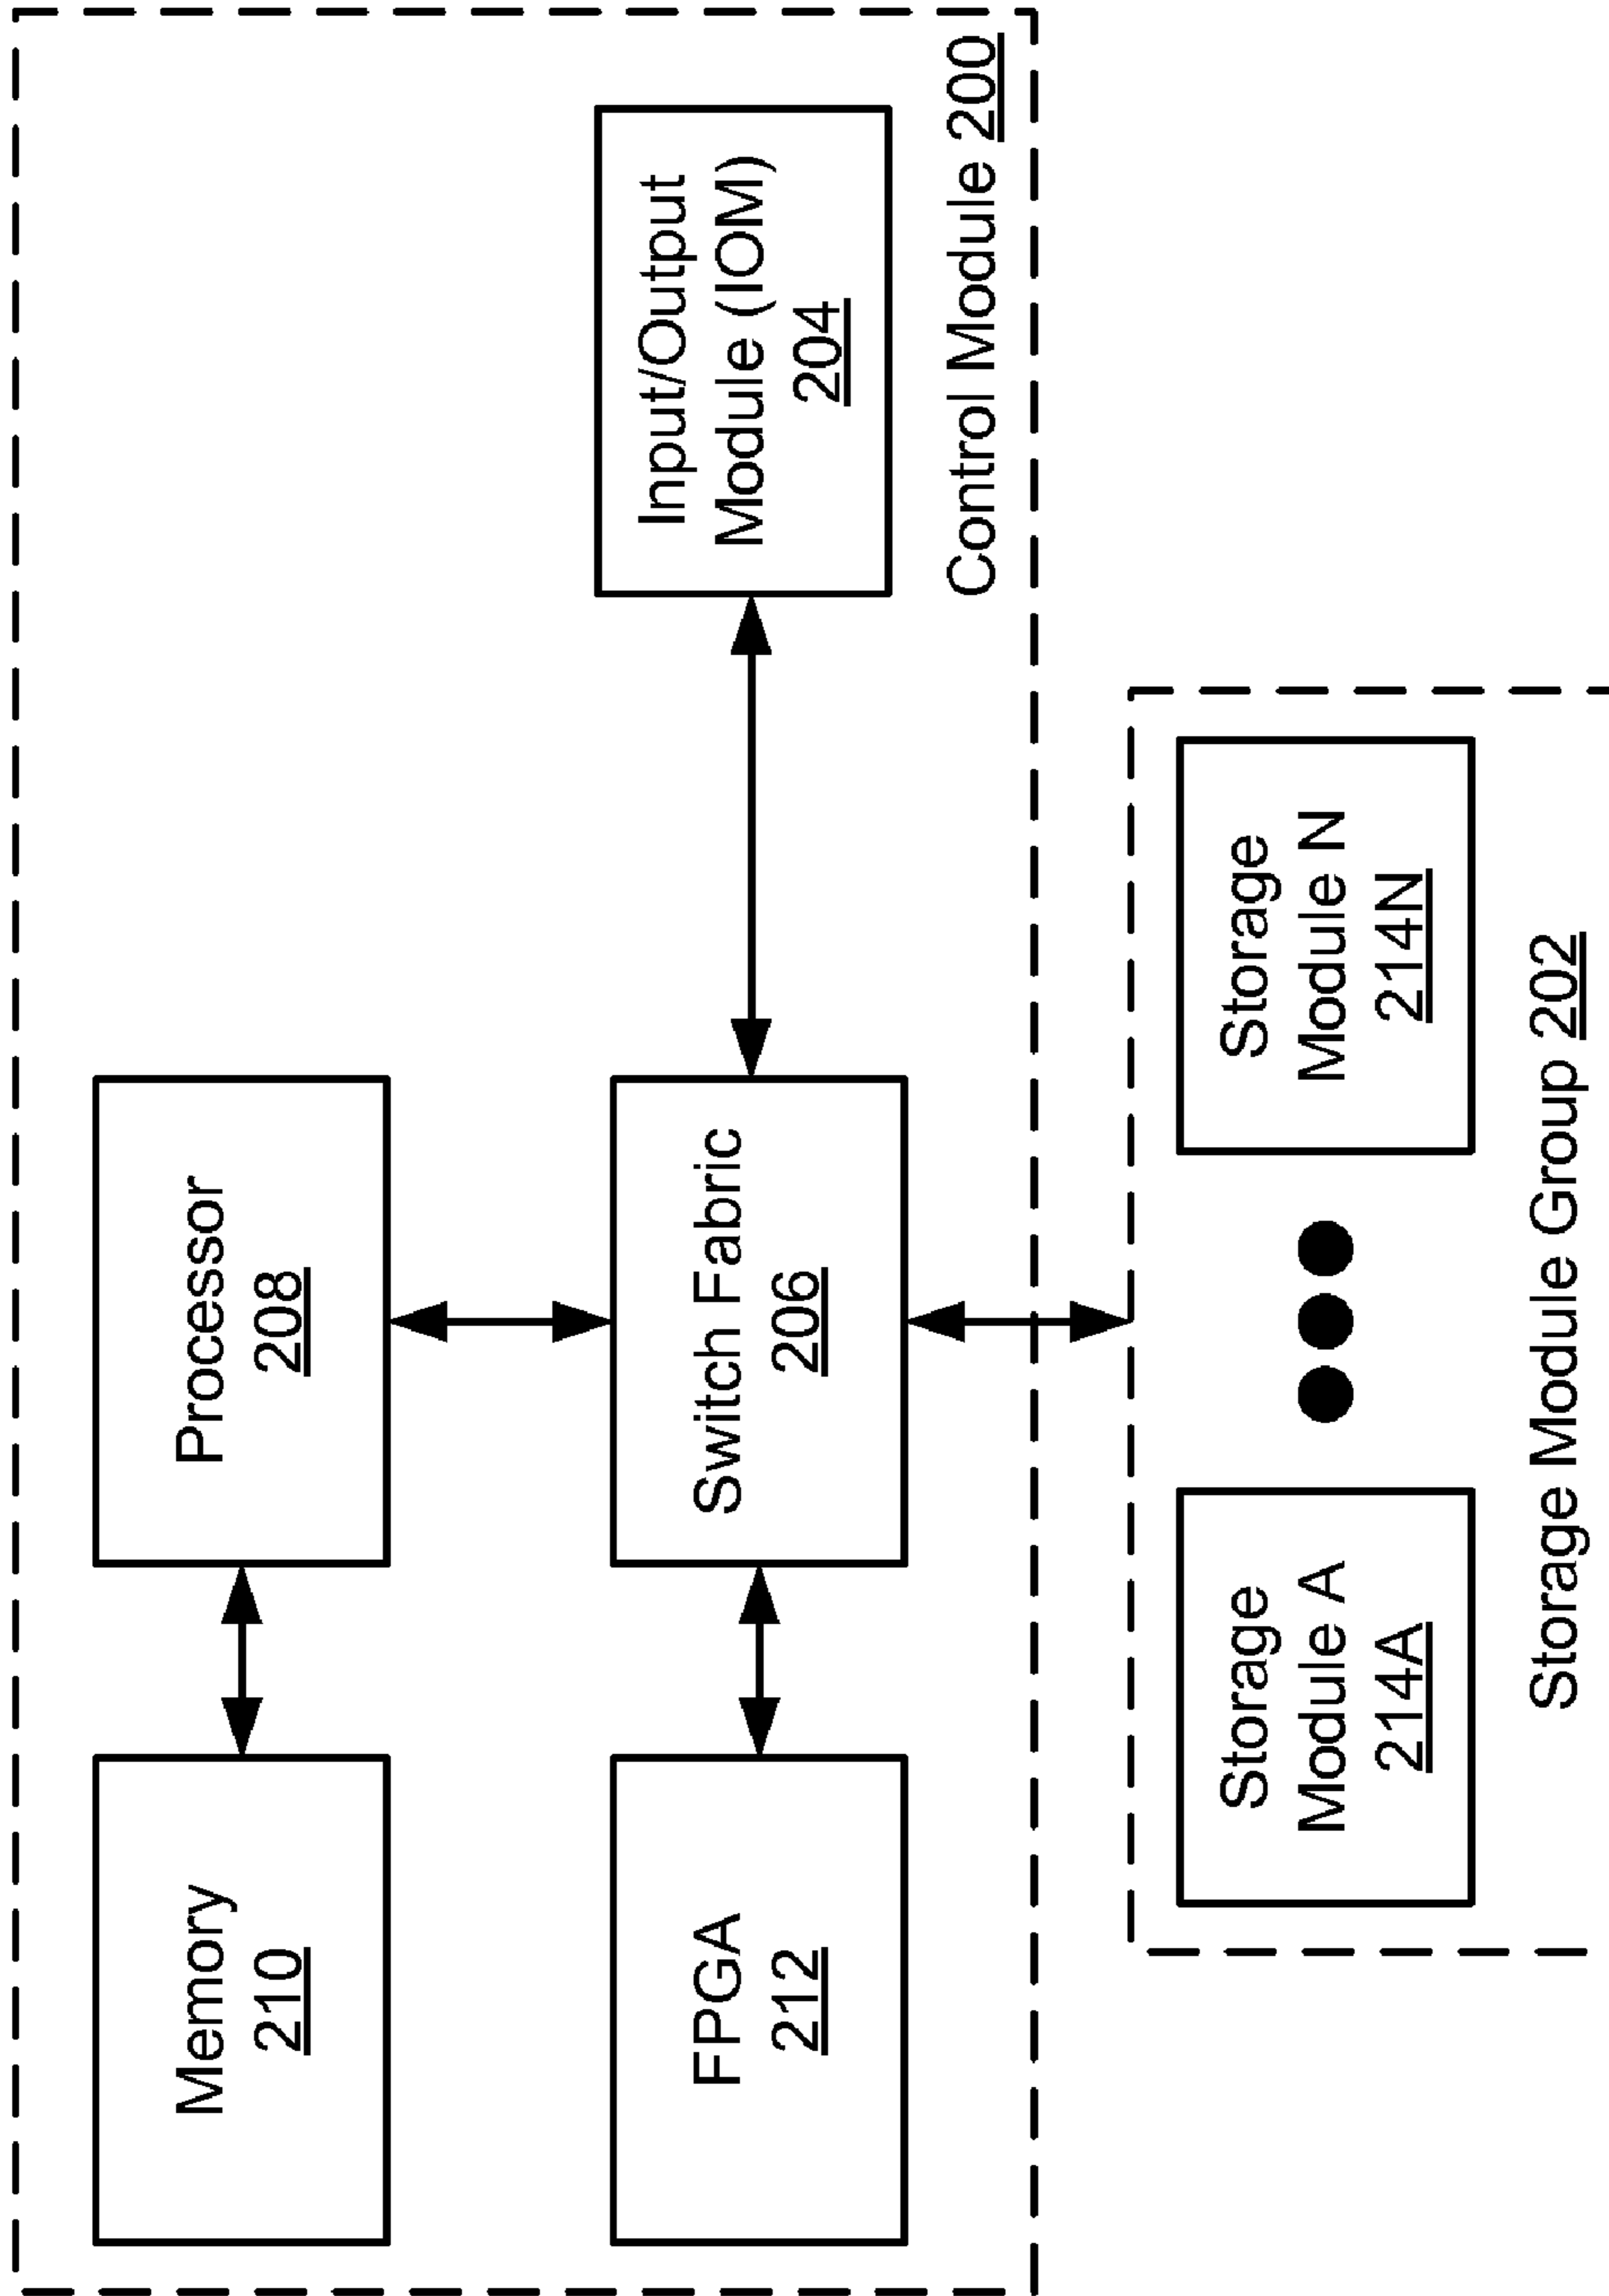 Memory
210
Processor
208
FPGA
212
Switch Fabric
206
Input/Output
Module (IOM)
204
Control Module 200
Storage
Module A
214A
Storage
Module N
214N
Storage Module Group 202